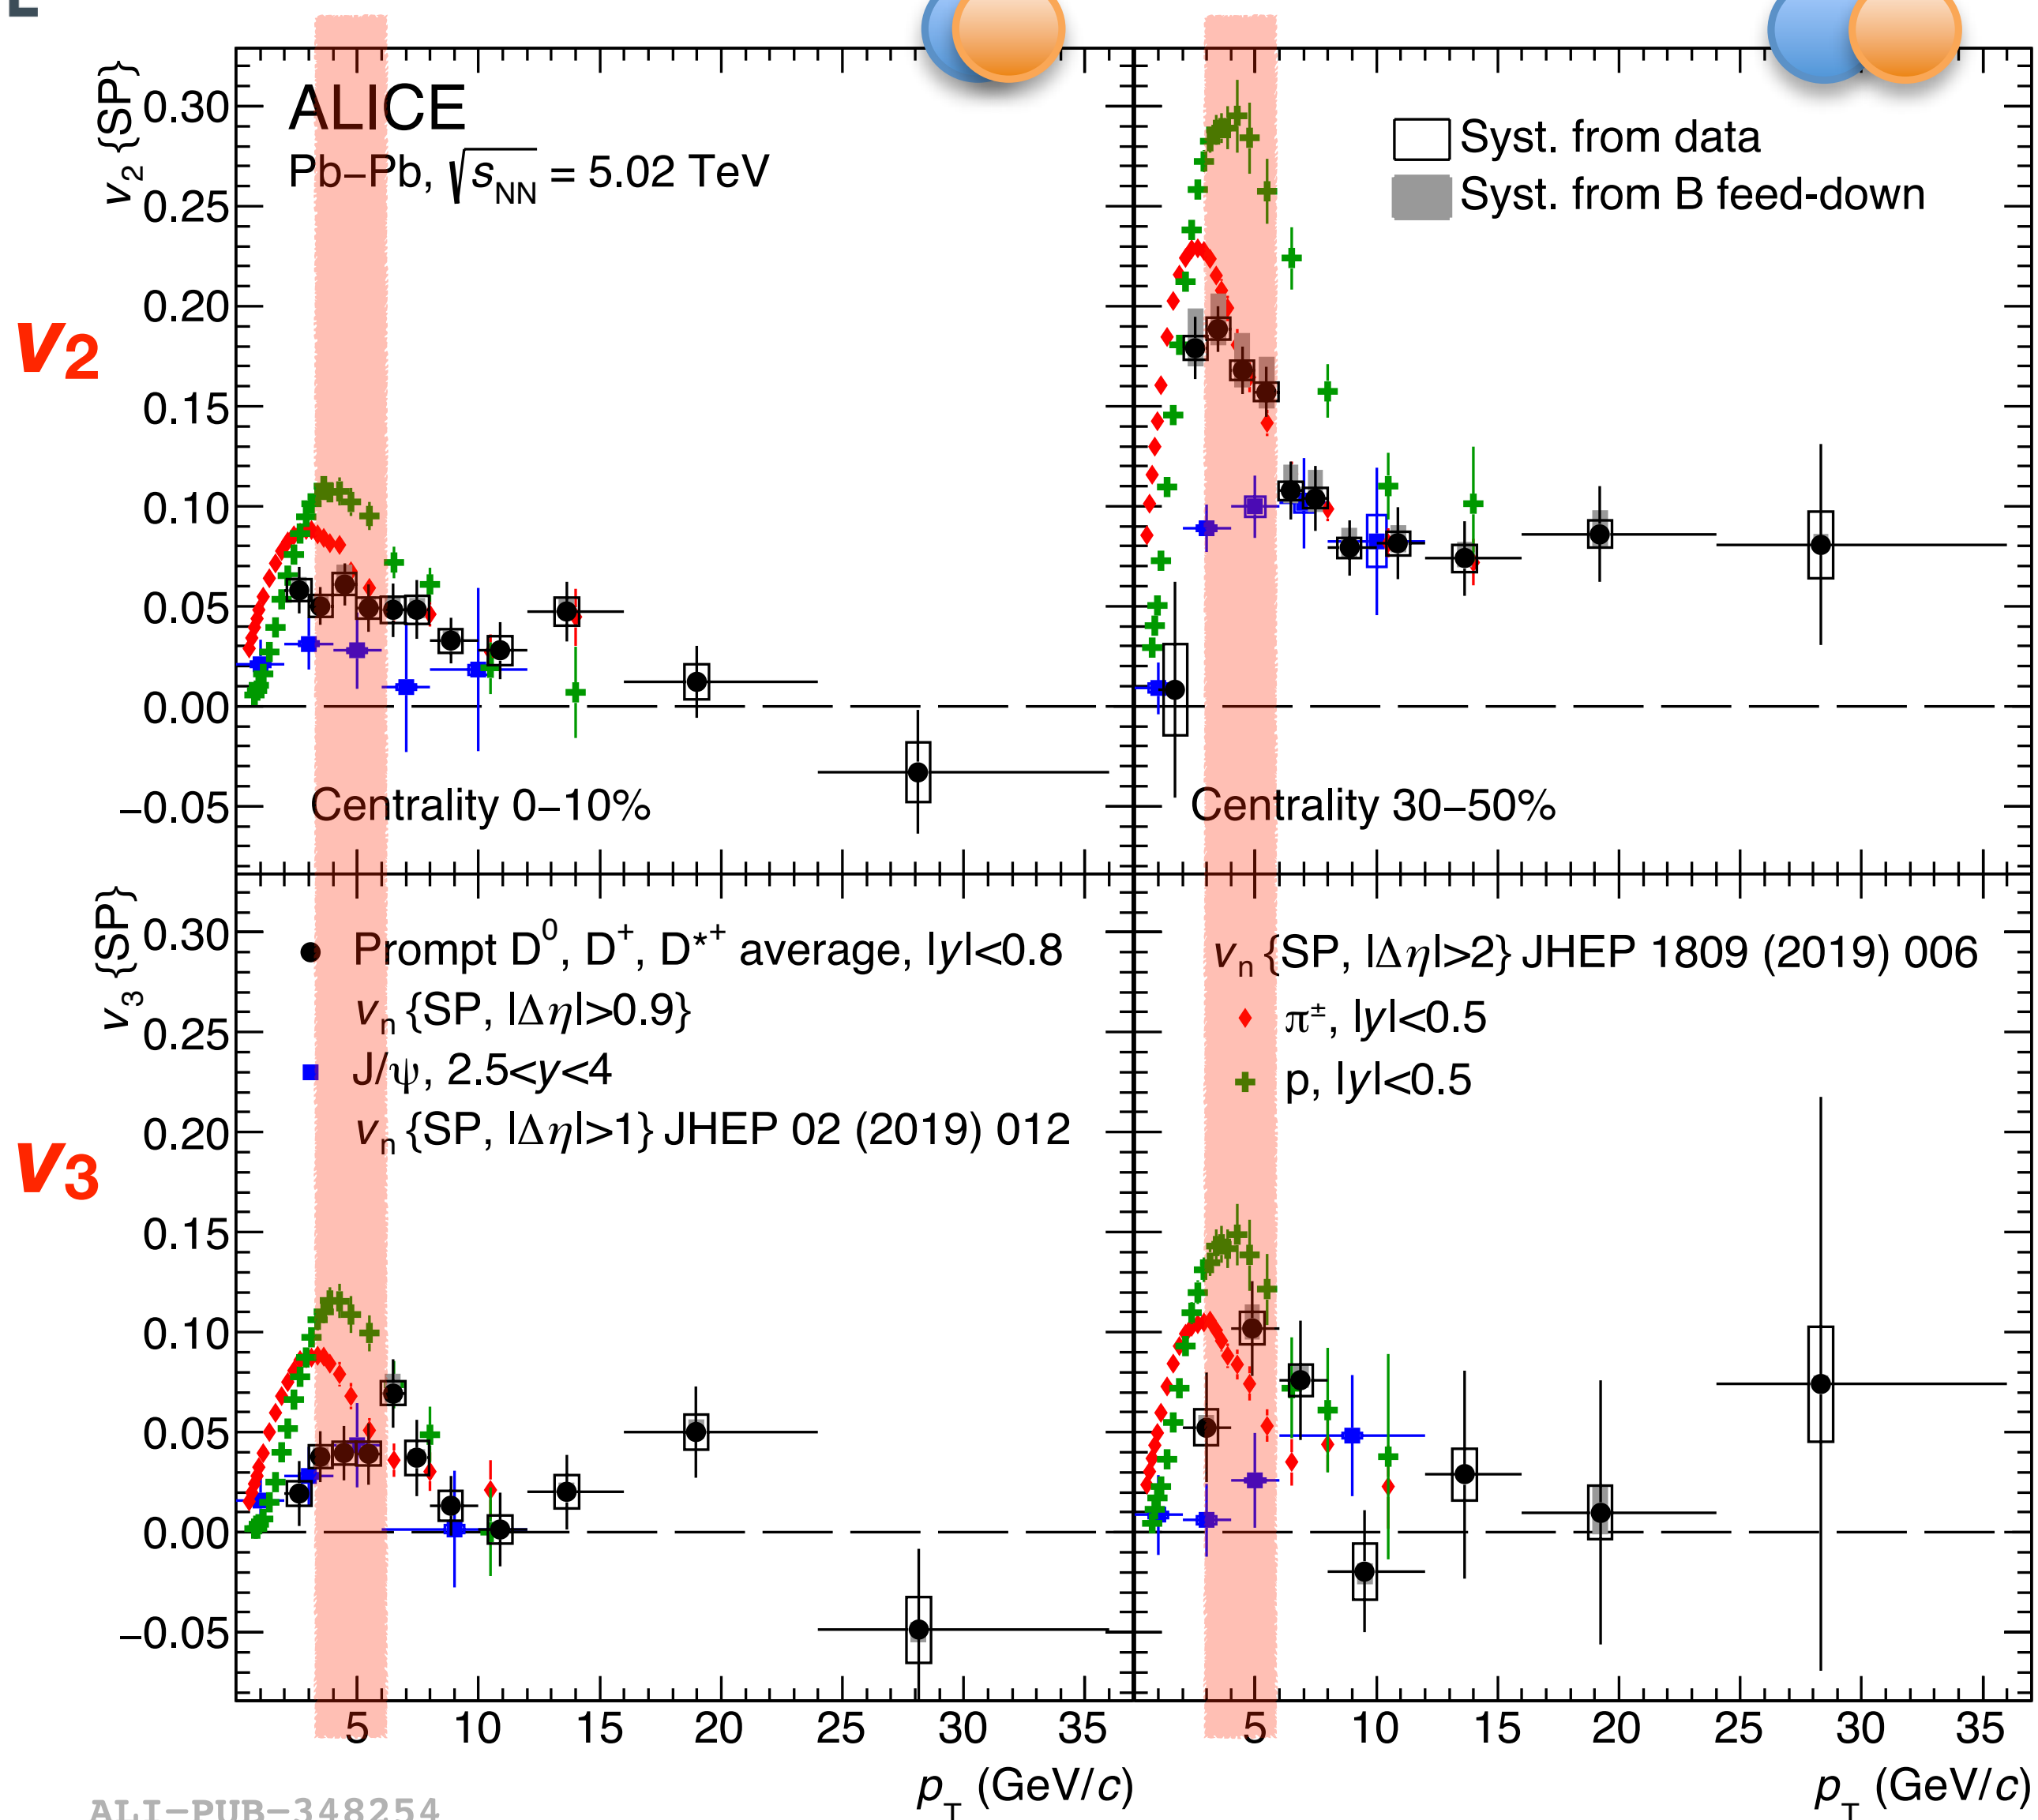 v2 {SP}
0.30
0.25
0.20
0.15
0.10
0.05
0.00
−0.05
v2
ALICE
Pb–Pb, √sNN = 5.02 TeV
Centrality 0–10%
Syst. from data
Syst. from B feed-down
Centrality 30–50%
v3 {SP}
0.30
0.25
0.20
0.15
0.10
0.05
0.00
−0.05
v3
Prompt D0, D+, D*+ average, |y|<0.8
vn {SP, |Δη|>0.9}
J/ψ, 2.5<y<4
vn {SP, |Δη|>1} JHEP 02 (2019) 012
vn {SP, |Δη|>2} JHEP 1809 (2019) 006
π±, |y|<0.5
p, |y|<0.5
5 10 15 20 25 30 35
5 10 15 20 25 30 35
pT (GeV/c)
pT (GeV/c)
ALI-PUB-348254